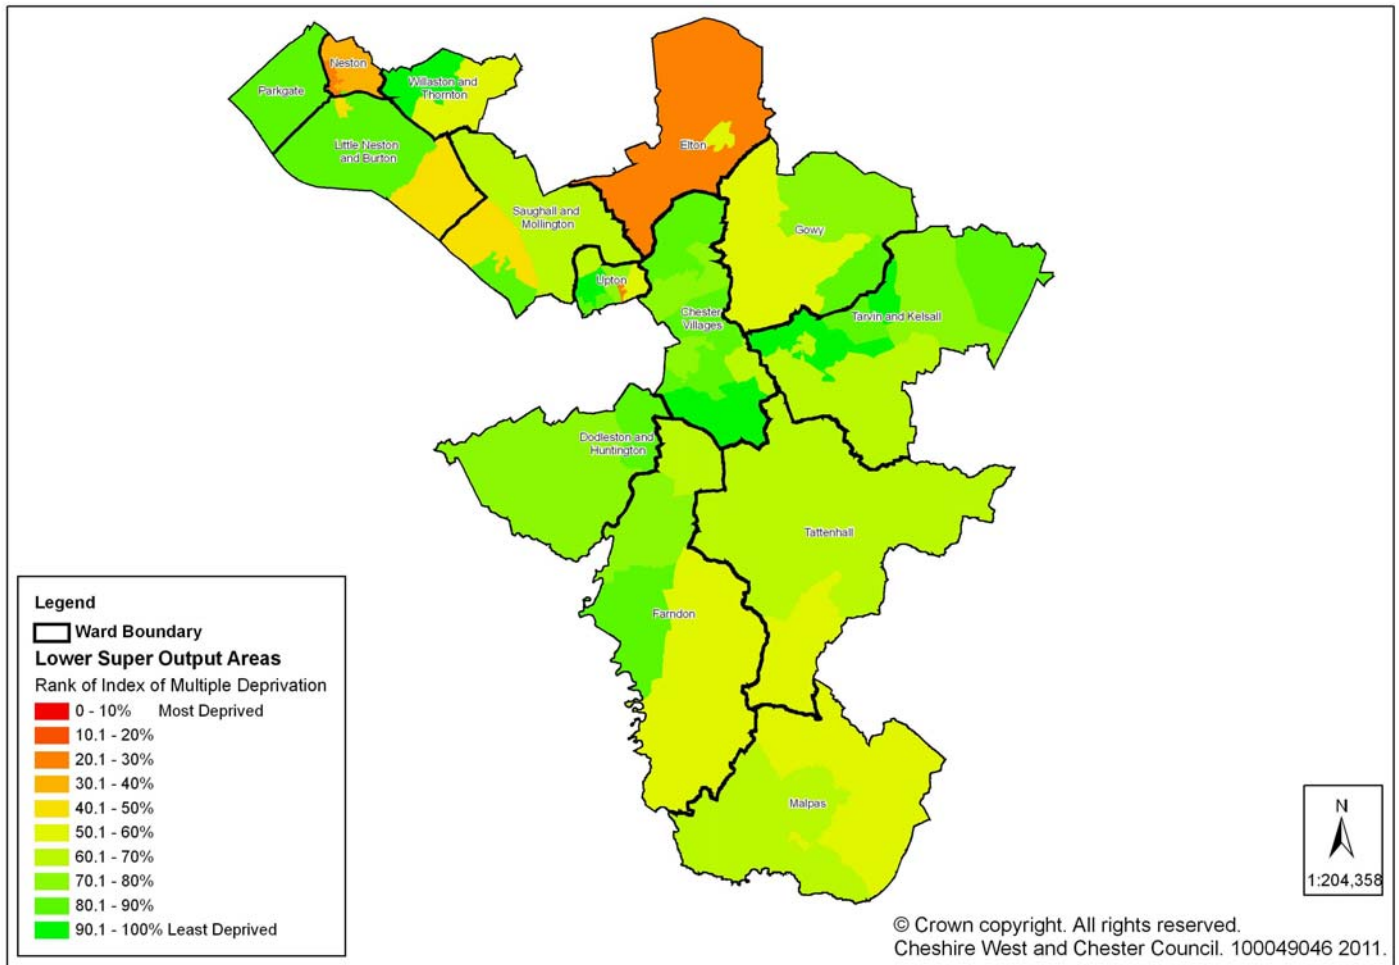 Neston
Parkgate
Willaston and
Thornton
Little Neston
and Burton
Elton
Saughall and
Mollington
Gowy
Upton
Chester
Villages
Tarvin and Kelsall
Dodleston and
Huntington
Tattenhall
Farndon
Malpas
Legend
Ward Boundary
Lower Super Output Areas
Rank of Index of Multiple Deprivation
0 - 10% Most Deprived
10.1 - 20%
20.1 - 30%
30.1 - 40%
40.1 - 50%
50.1 - 60%
60.1 - 70%
70.1 - 80%
80.1 - 90%
90.1 - 100% Least Deprived
N
1:204,358
© Crown copyright. All rights reserved.
Cheshire West and Chester Council. 100049046 2011.